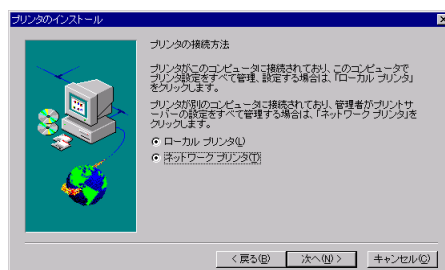 プリンタのインストール
プリンタの接続方法
プリンタがこのコンピュータに接続されており、このコンピュータで
プリンタ設定をすべて管理、設定する場合は、「ローカル プリンタ」
をクリックします。
プリンタが別のコンピュータに接続されており、管理者がプリントサ
ーバーの設定をすべて管理する場合は、「ネットワーク プリンタ」を
クリックします。
ローカル プリンタ(L)
ネットワーク プリンタ(T)
< 戻る(B)
次へ(N) >
キャンセル(C)